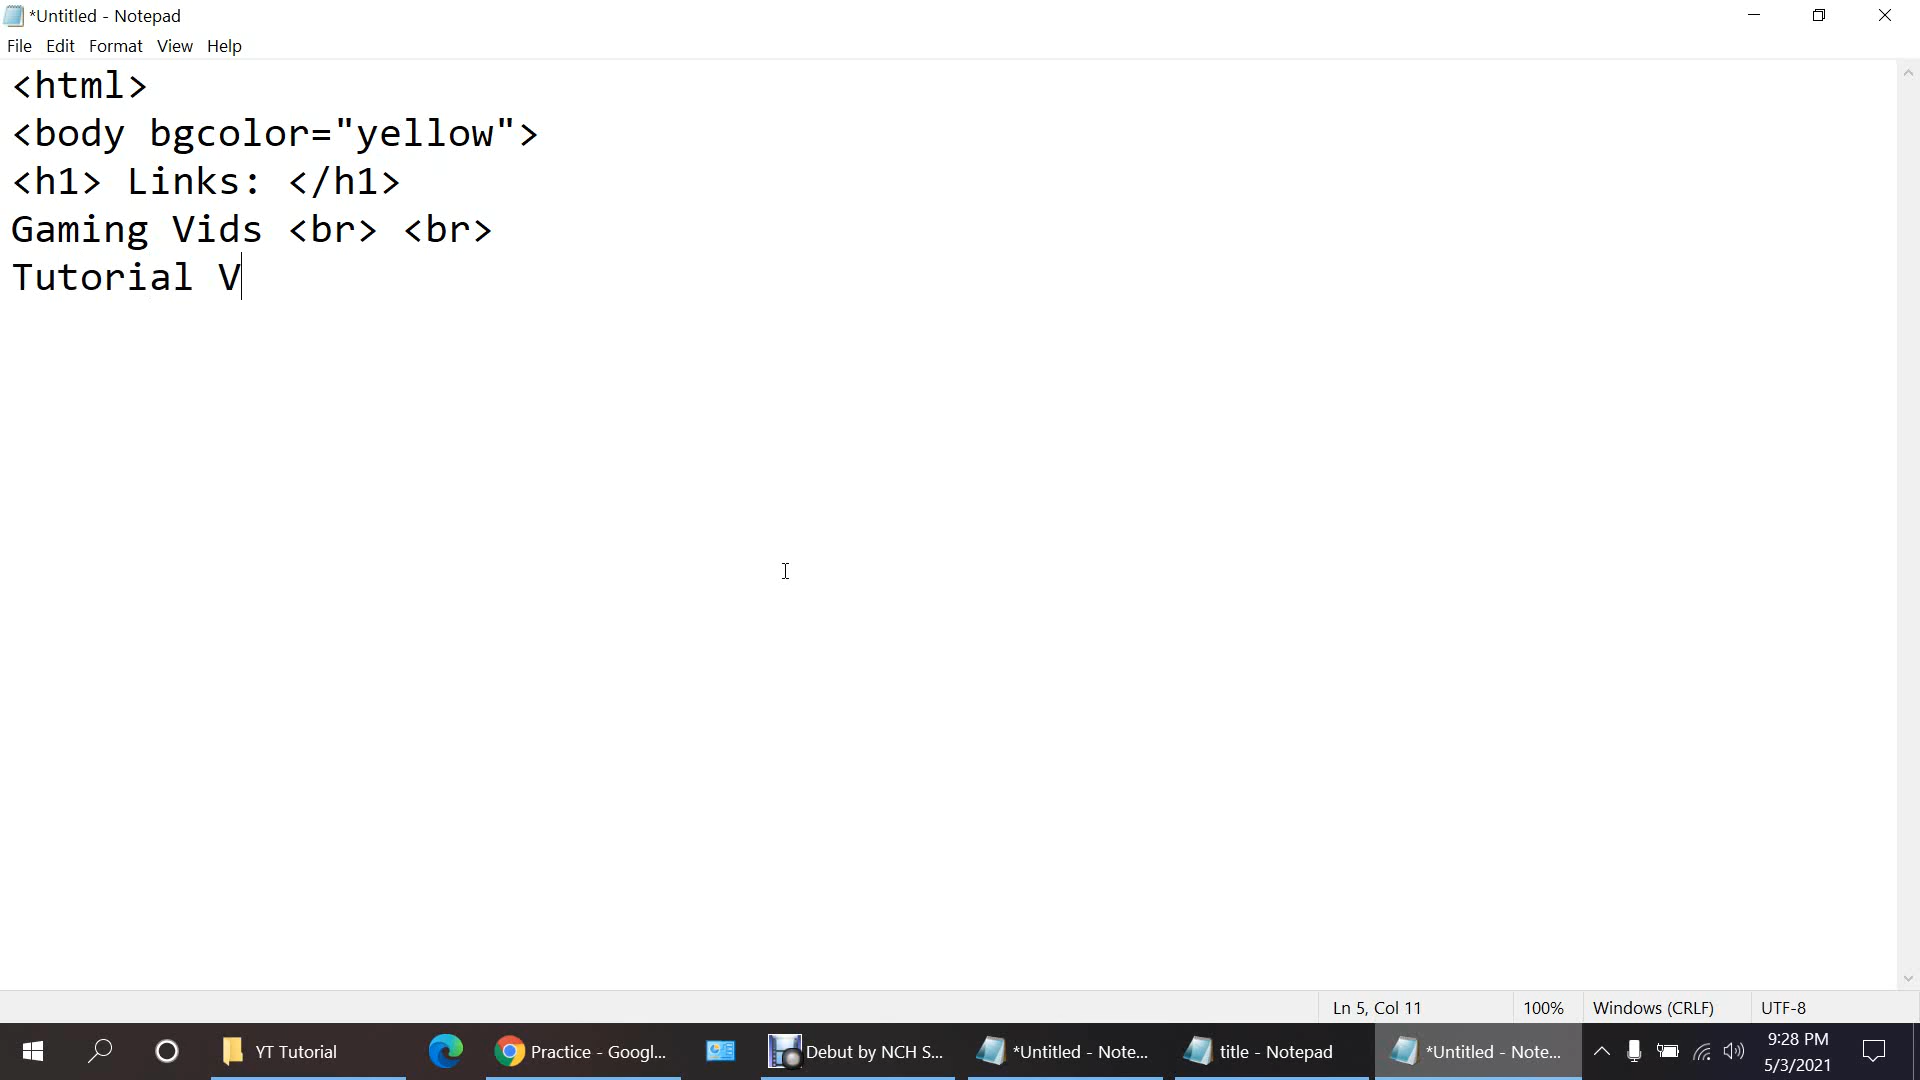 *Untitled - Notepad
File Edit Format View Help
<html>
<body bgcolor="yellow">
<h1> Links: </h1>
Gaming Vids <br> <br>
Tutorial V
Ln 5, Col 11 100% Windows (CRLF) UTF-8
YT Tutorial Practice - Googl... Debut by NCH S... *Untitled - Note... title - Notepad *Untitled - Note... 9:28 PM
5/3/2021